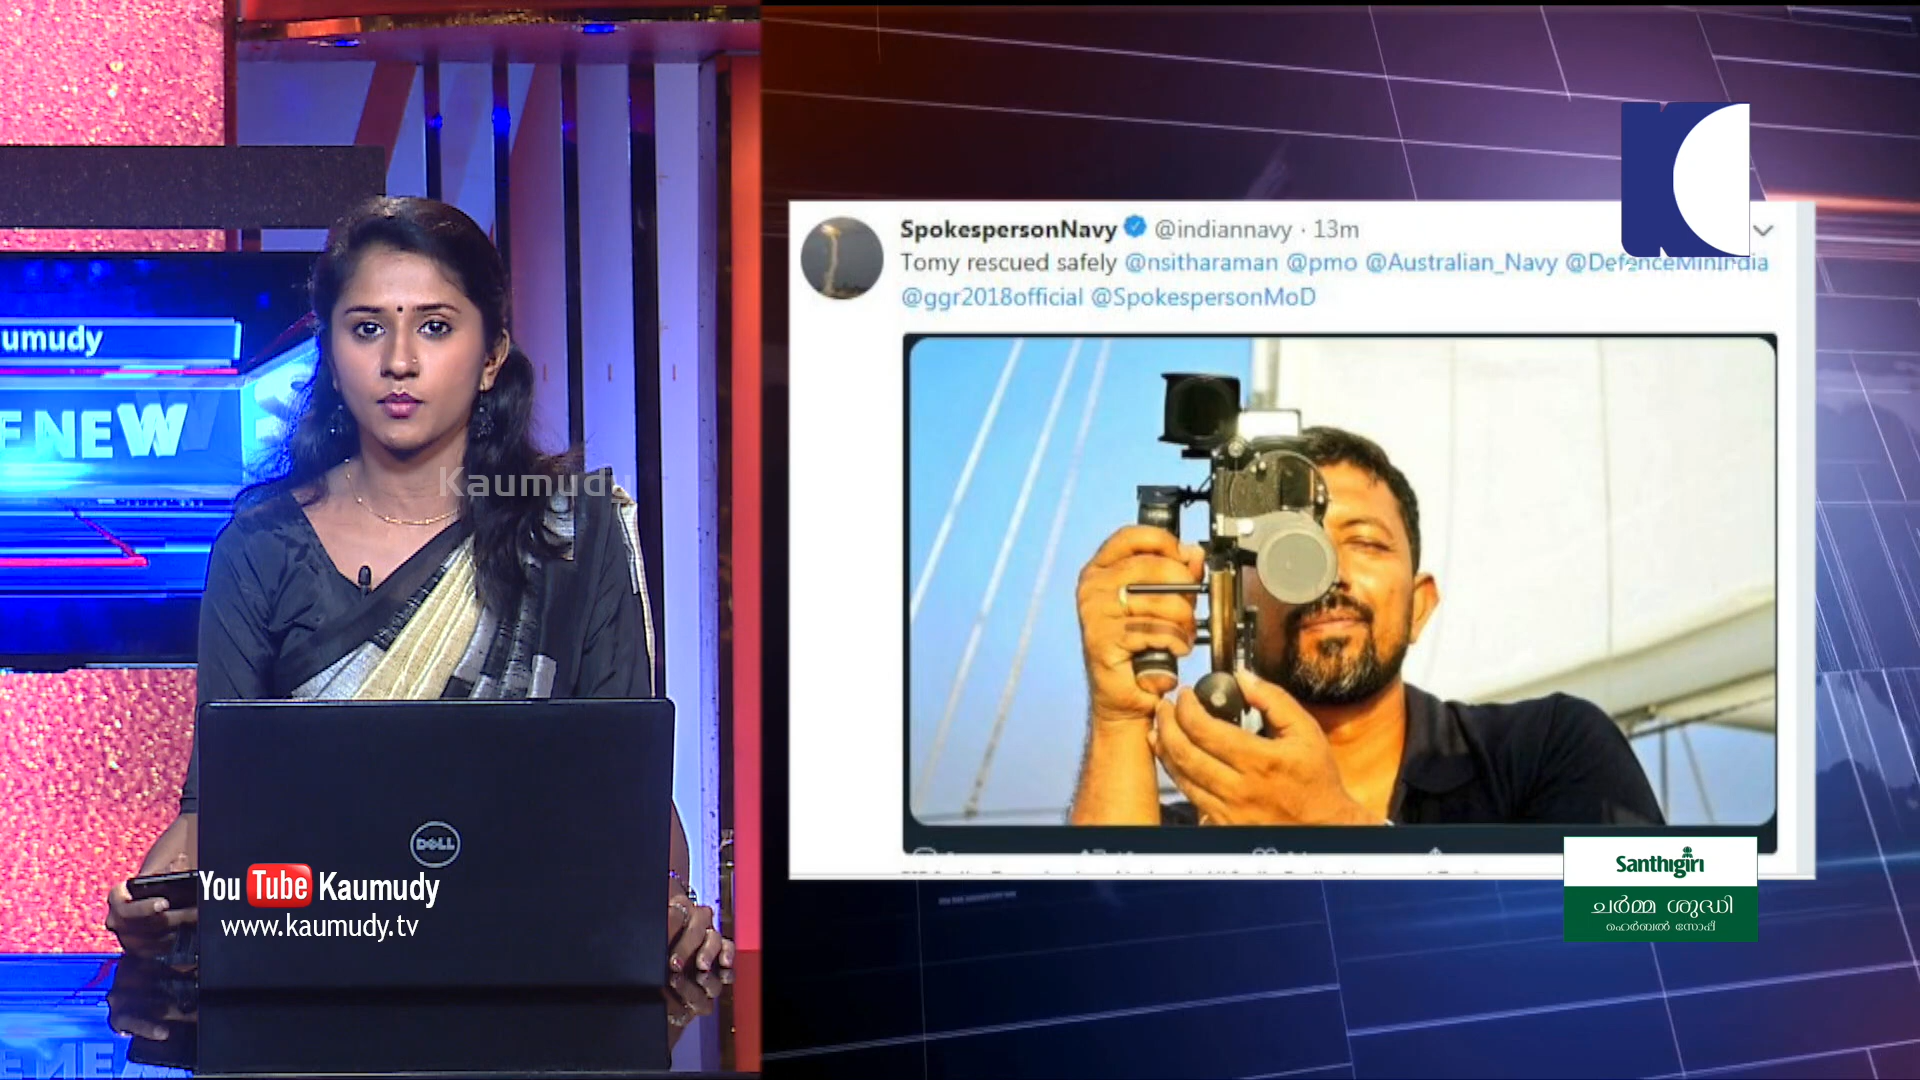 umudy
E NEW
SpokespersonNavy @indiannavy · 13m
Tomy rescued safely @nsitharaman @pmo @Australian_Navy @DefenceMinIndia
@ggr2018official @SpokespersonMoD
Kaumudy
DELL
You Tube Kaumudy
www.kaumudy.tv
Santhigiri
ചർമ്മ ശുദ്ധി
ഹെർബൽ സോപ്പ്